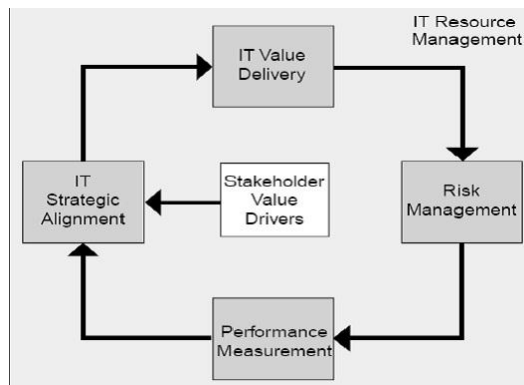 IT Resource
Management
IT Value
Delivery
IT
Strategic
Alignment
Stakeholder
Value
Drivers
Risk
Management
Performance
Measurement